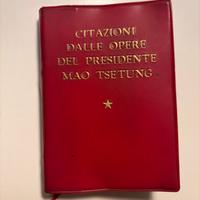 CITAZIONI
DALLE OPERE
DEL PRESIDENTE
MAO TSETUNG